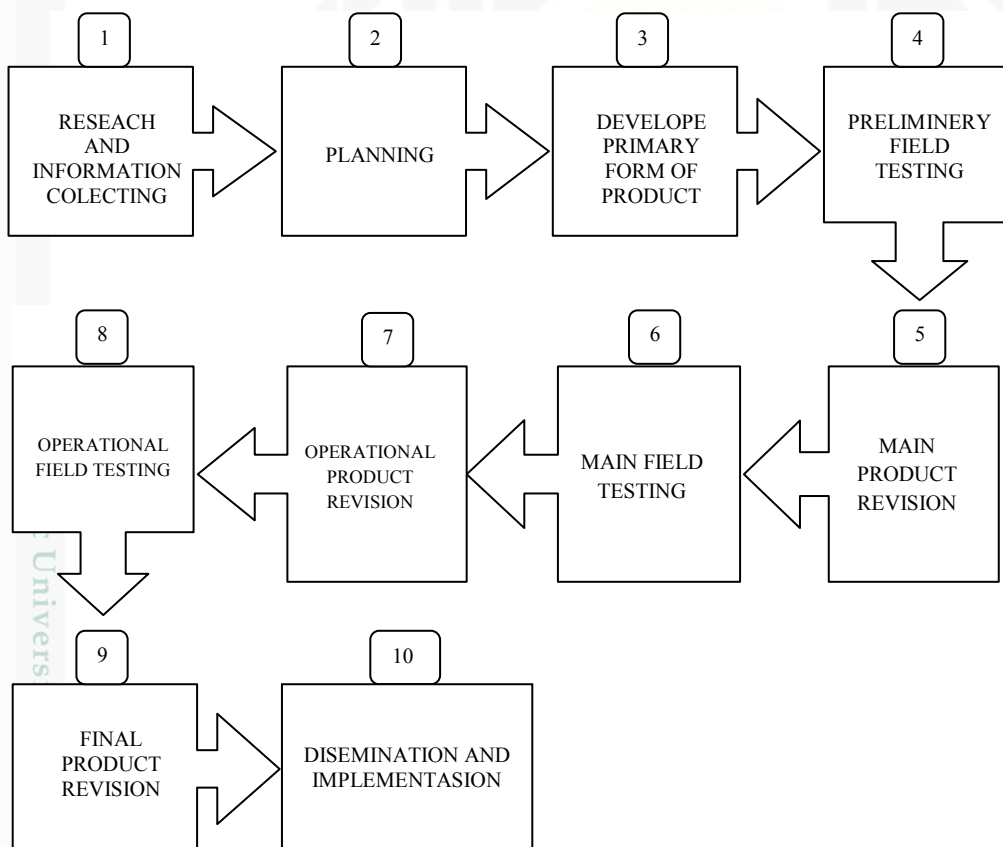 1
RESEACH
AND
INFORMATION
COLECTING
2
PLANNING
3
DEVELOPE
PRIMARY
FORM OF
PRODUCT
4
PRELIMINERY
FIELD
TESTING
5
MAIN
PRODUCT
REVISION
6
MAIN FIELD
TESTING
7
OPERATIONAL
PRODUCT
REVISION
8
OPERATIONAL
FIELD TESTING
9
FINAL
PRODUCT
REVISION
10
DISEMINATION AND
IMPLEMENTASION